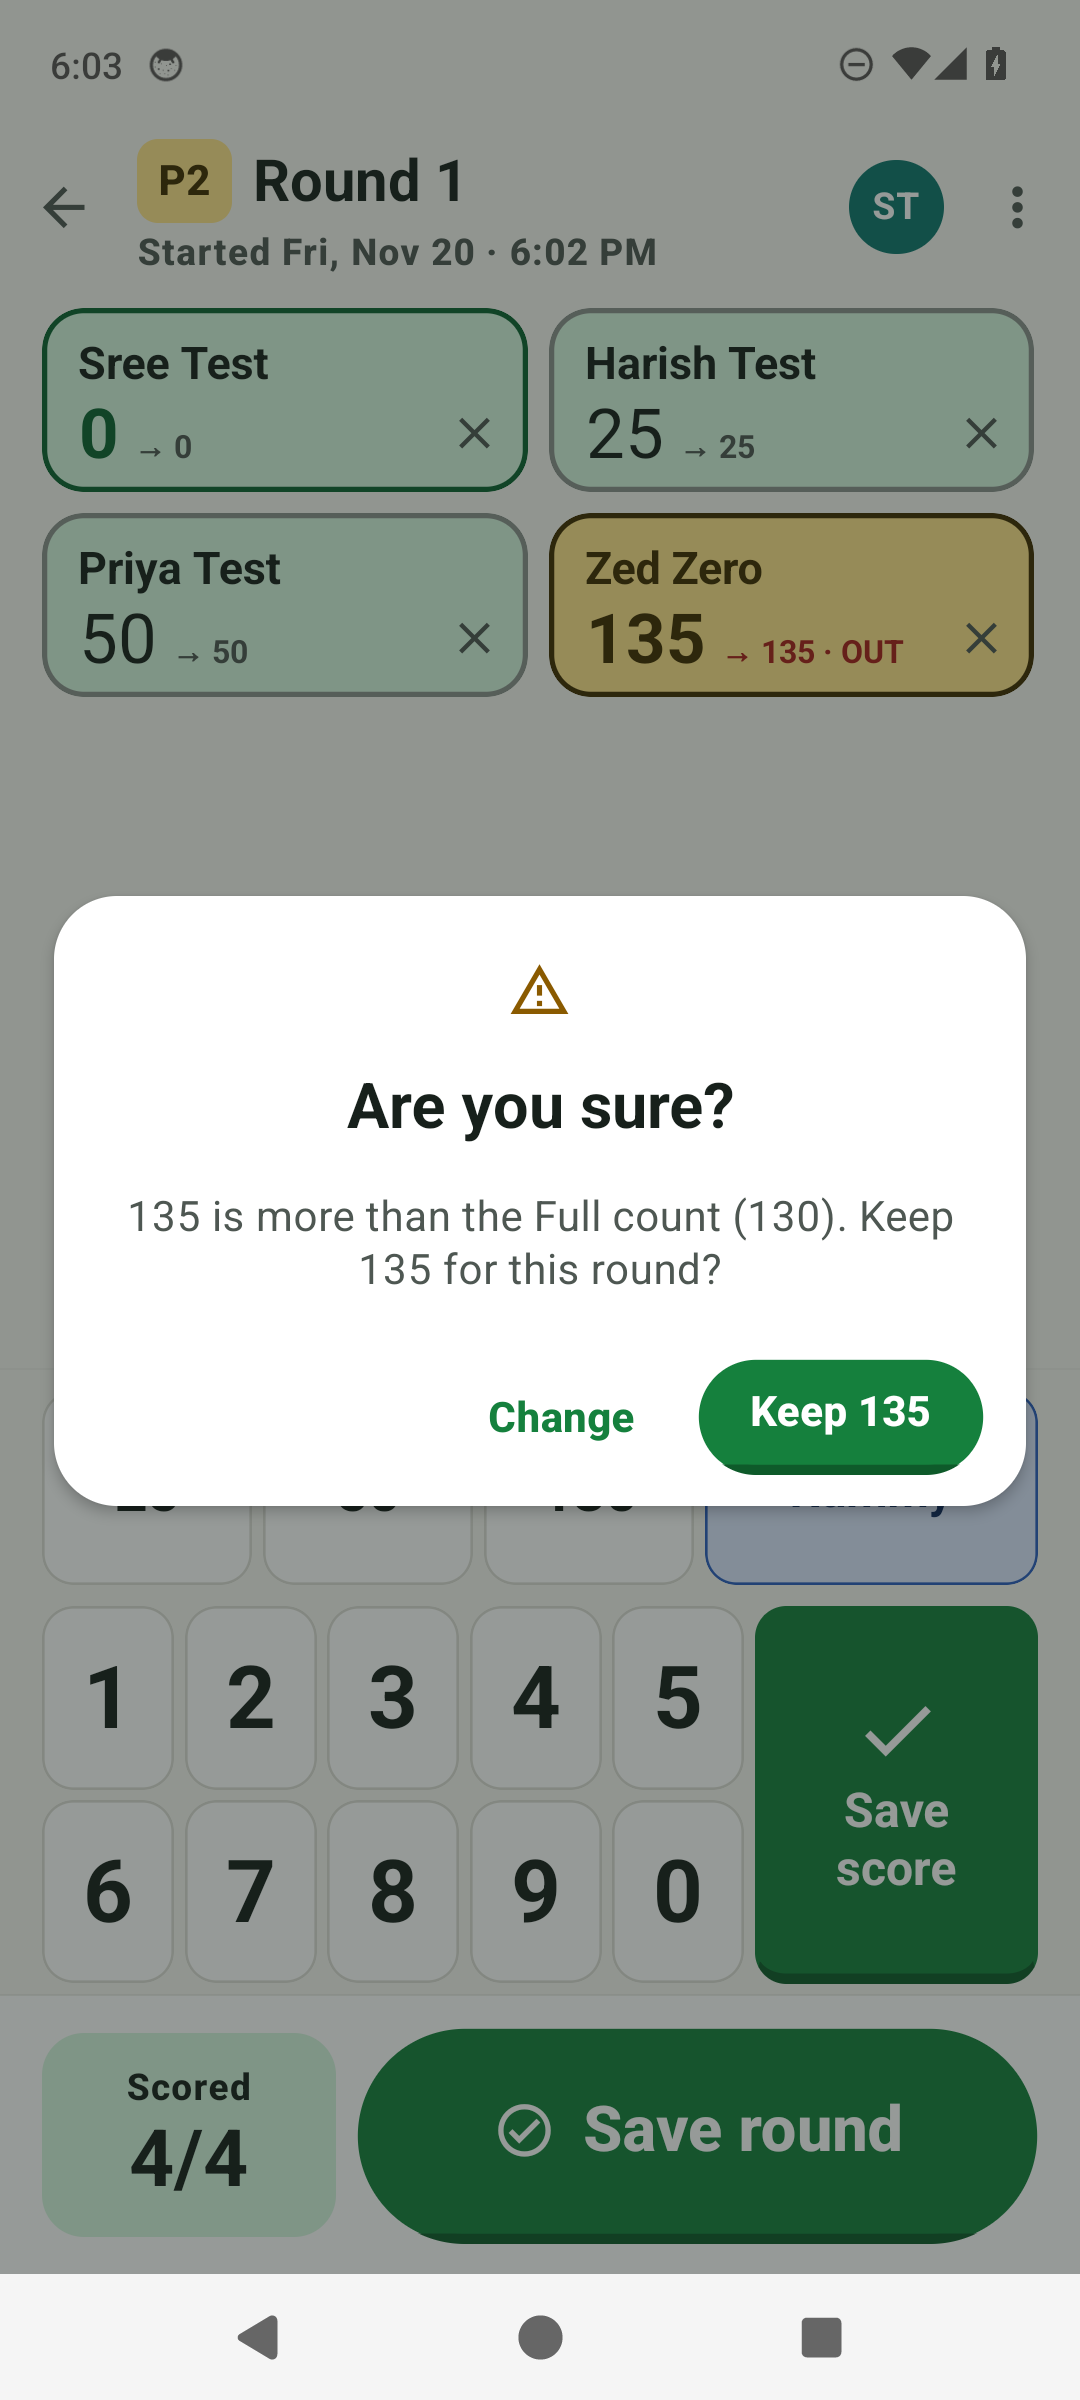 6:03
P2 Round 1
ST
Started Fri, Nov 20 · 6:02 PM
Sree Test
0 → 0
Harish Test
25 → 25
Priya Test
50 → 50
Zed Zero
135 → 135 · OUT
Are you sure?
135 is more than the Full count (130). Keep
135 for this round?
Change
Keep 135
1 2 3 4 5
6 7 8 9 0
Save
score
Scored
4/4
Save round